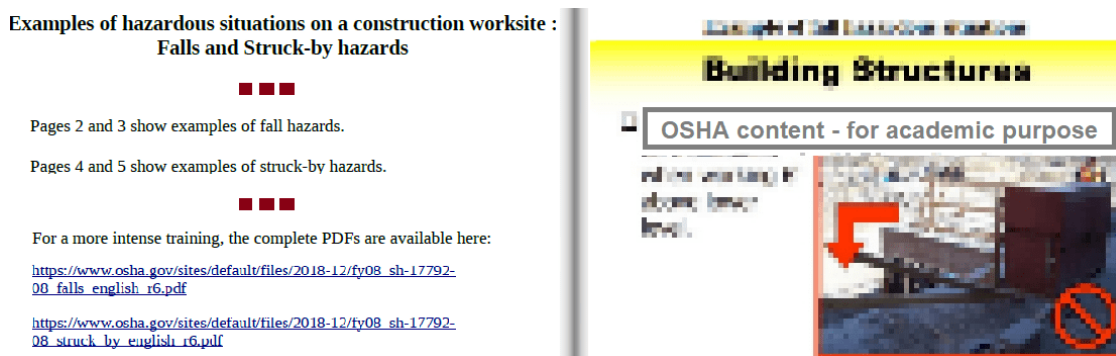 Examples of hazardous situations on a construction worksite :
Falls and Struck-by hazards
Pages 2 and 3 show examples of fall hazards.
Pages 4 and 5 show examples of struck-by hazards.
For a more intense training, the complete PDFs are available here:
https://www.osha.gov/sites/default/files/2018-12/fy08_sh-17792-
08_falls_english_r6.pdf
https://www.osha.gov/sites/default/files/2018-12/fy08_sh-17792-
08_struck_by_english_r6.pdf
Building Structures
OSHA content - for academic purpose
level.